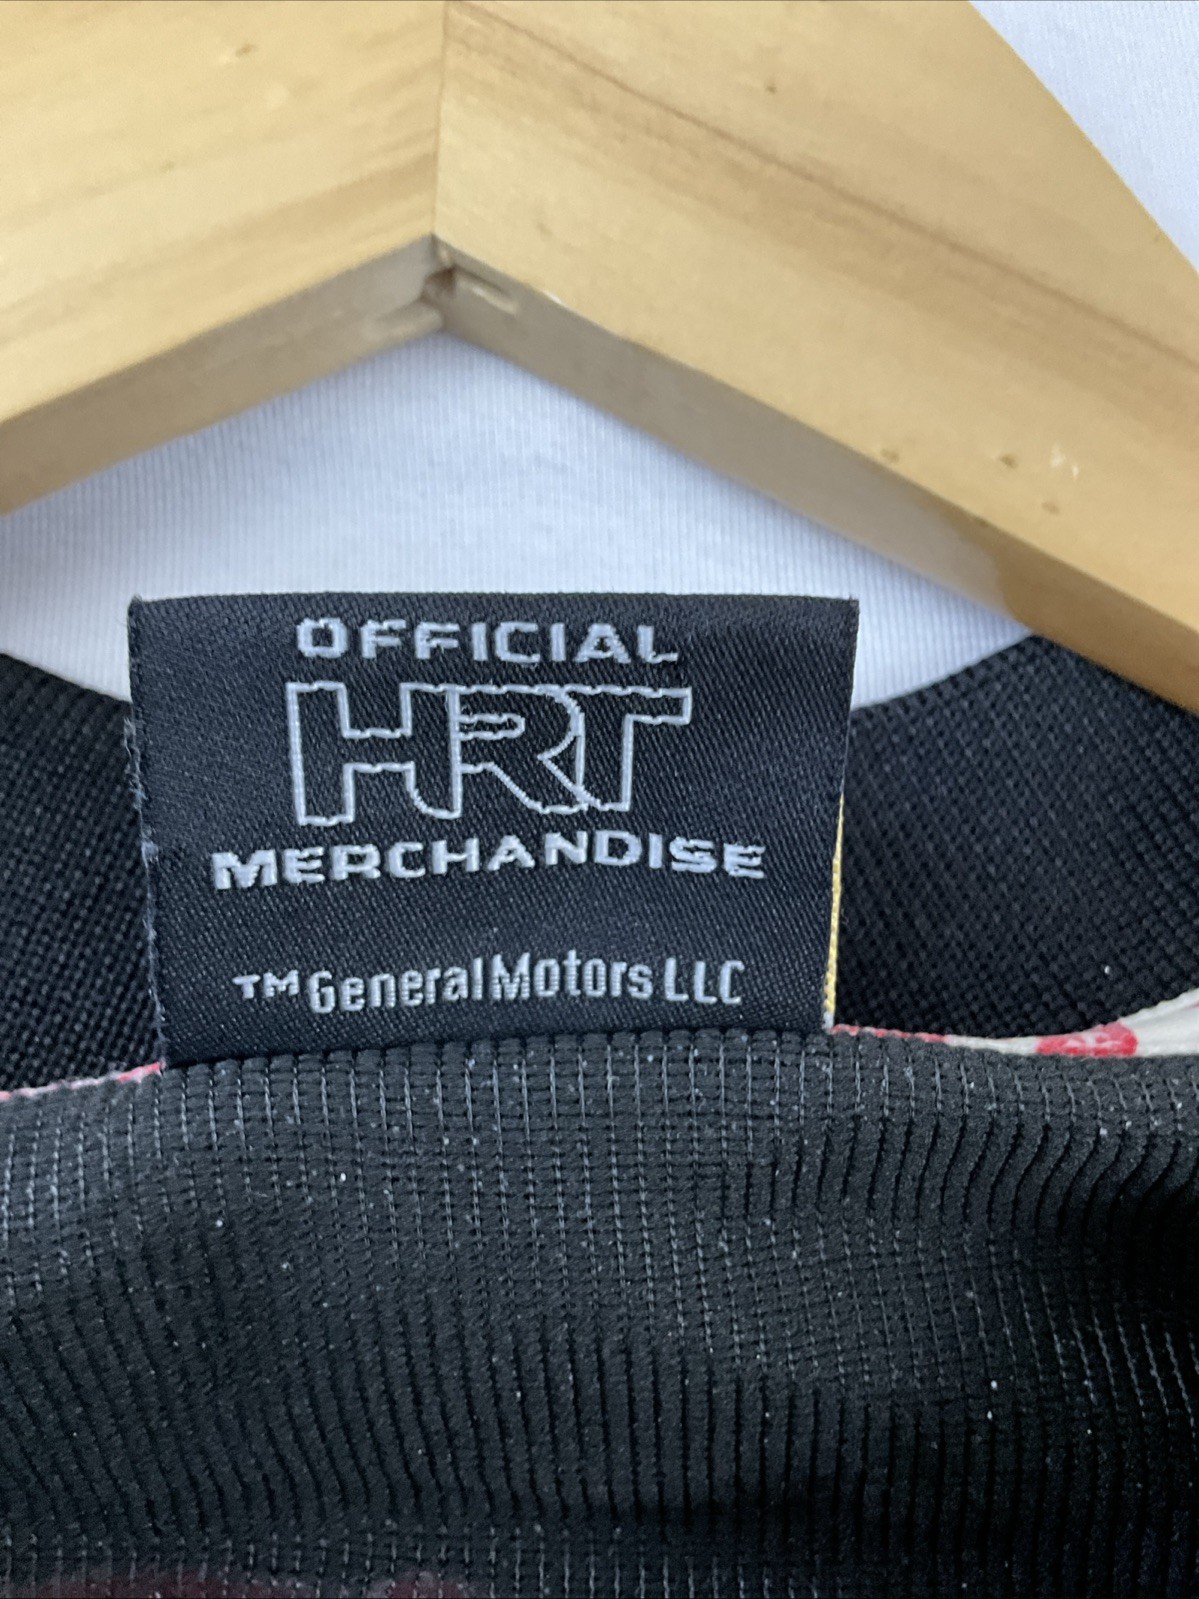 OFFICIAL
HRT
MERCHANDISE
™ General Motors LLC